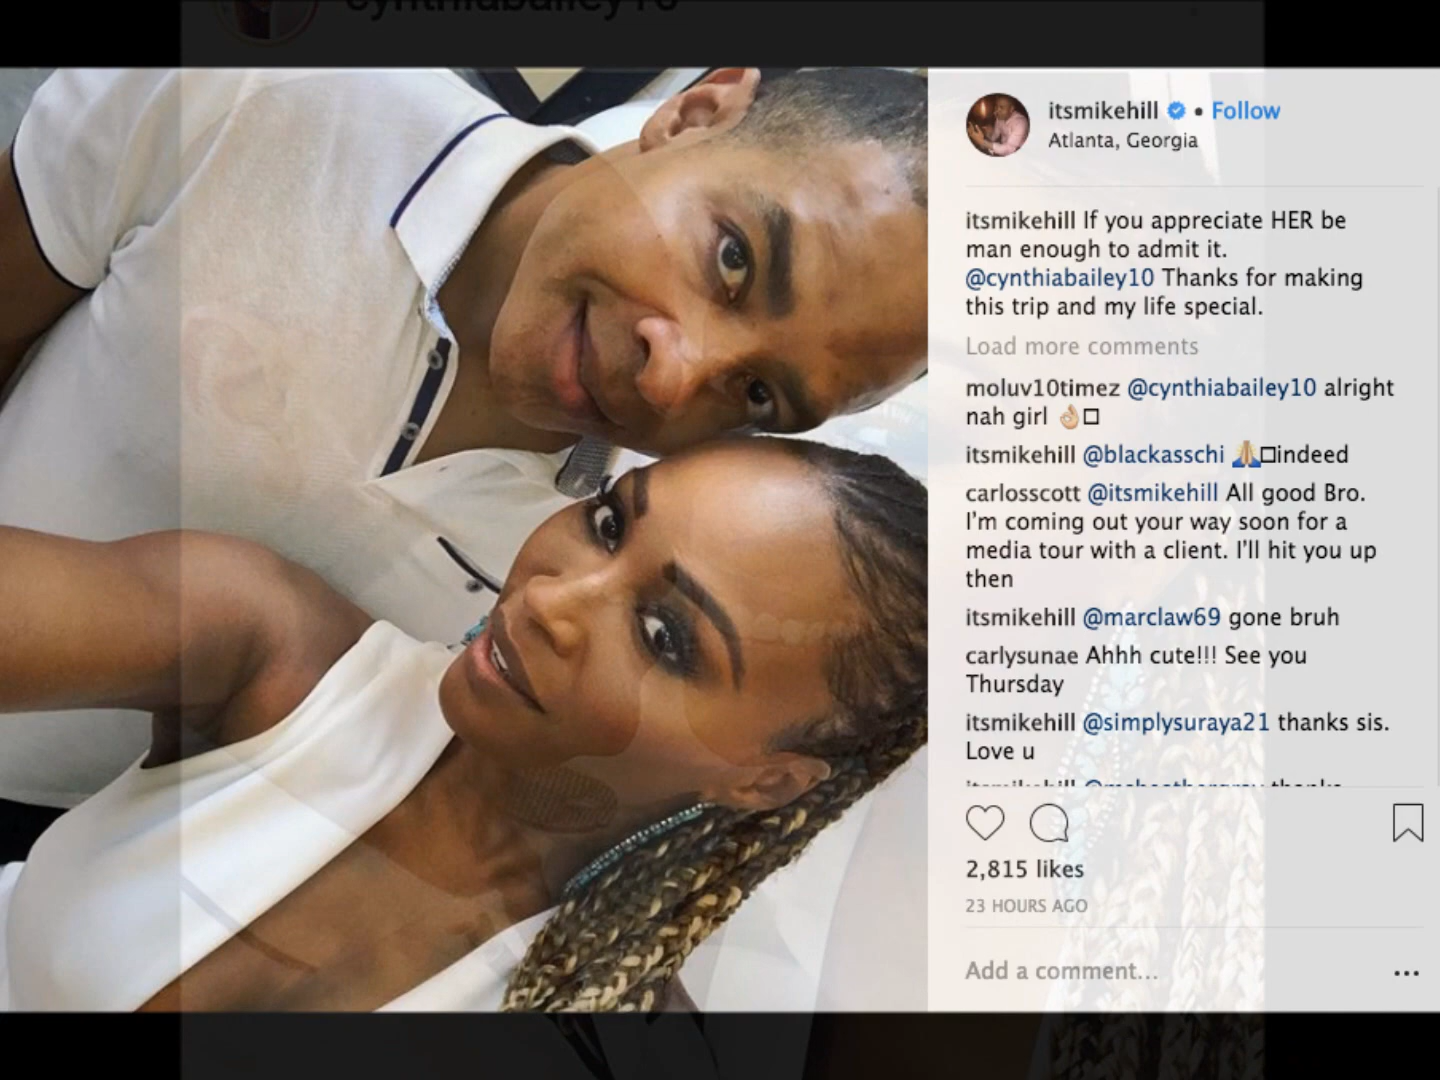 cynthiabailey10
itsmikehill • Follow
Atlanta, Georgia
itsmikehill If you appreciate HER be
man enough to admit it.
@cynthiabailey10 Thanks for making
this trip and my life special.
Load more comments
moluv10timez @cynthiabailey10 alright
nah girl 👌🏼□
itsmikehill @blackasschi 🙏🏼□indeed
carlosscott @itsmikehill All good Bro.
I'm coming out your way soon for a
media tour with a client. I'll hit you up
then
itsmikehill @marclaw69 gone bruh
carlysunae Ahhh cute!!! See you
Thursday
itsmikehill @simplysuraya21 thanks sis.
Love u
itsmikehill @msheathergray thanks
2,815 likes
23 HOURS AGO
Add a comment...